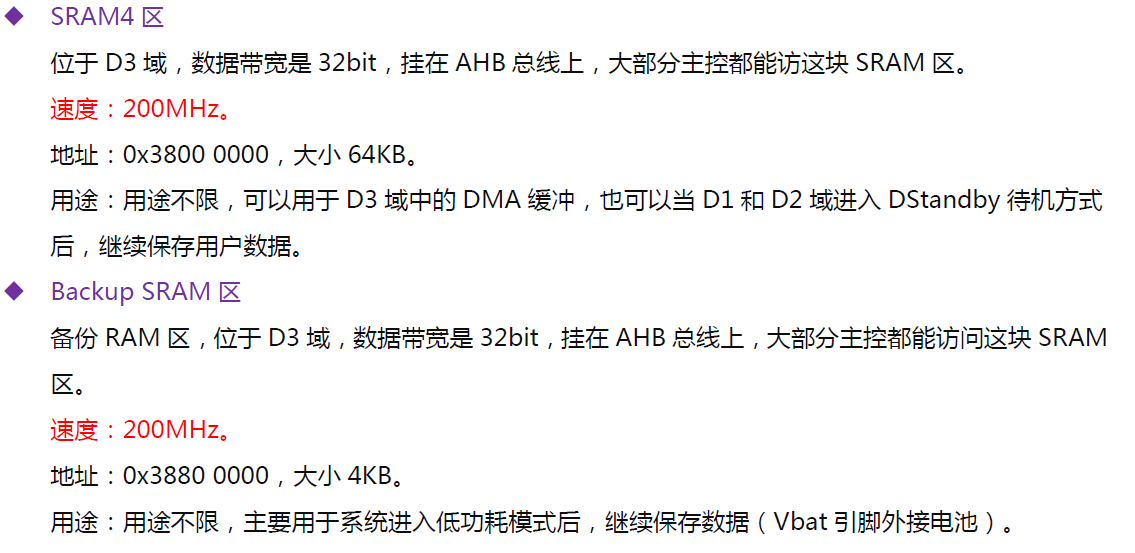 ◆ SRAM4 区
位于 D3 域，数据带宽是 32bit，挂在 AHB 总线上，大部分主控都能访这块 SRAM 区。
速度：200MHz。
地址：0x3800 0000，大小 64KB。
用途：用途不限，可以用于 D3 域中的 DMA 缓冲，也可以当 D1 和 D2 域进入 DStandby 待机方式
后，继续保存用户数据。
◆ Backup SRAM 区
备份 RAM 区，位于 D3 域，数据带宽是 32bit，挂在 AHB 总线上，大部分主控都能访问这块 SRAM
区。
速度：200MHz。
地址：0x3880 0000，大小 4KB。
用途：用途不限，主要用于系统进入低功耗模式后，继续保存数据（Vbat 引脚外接电池）。